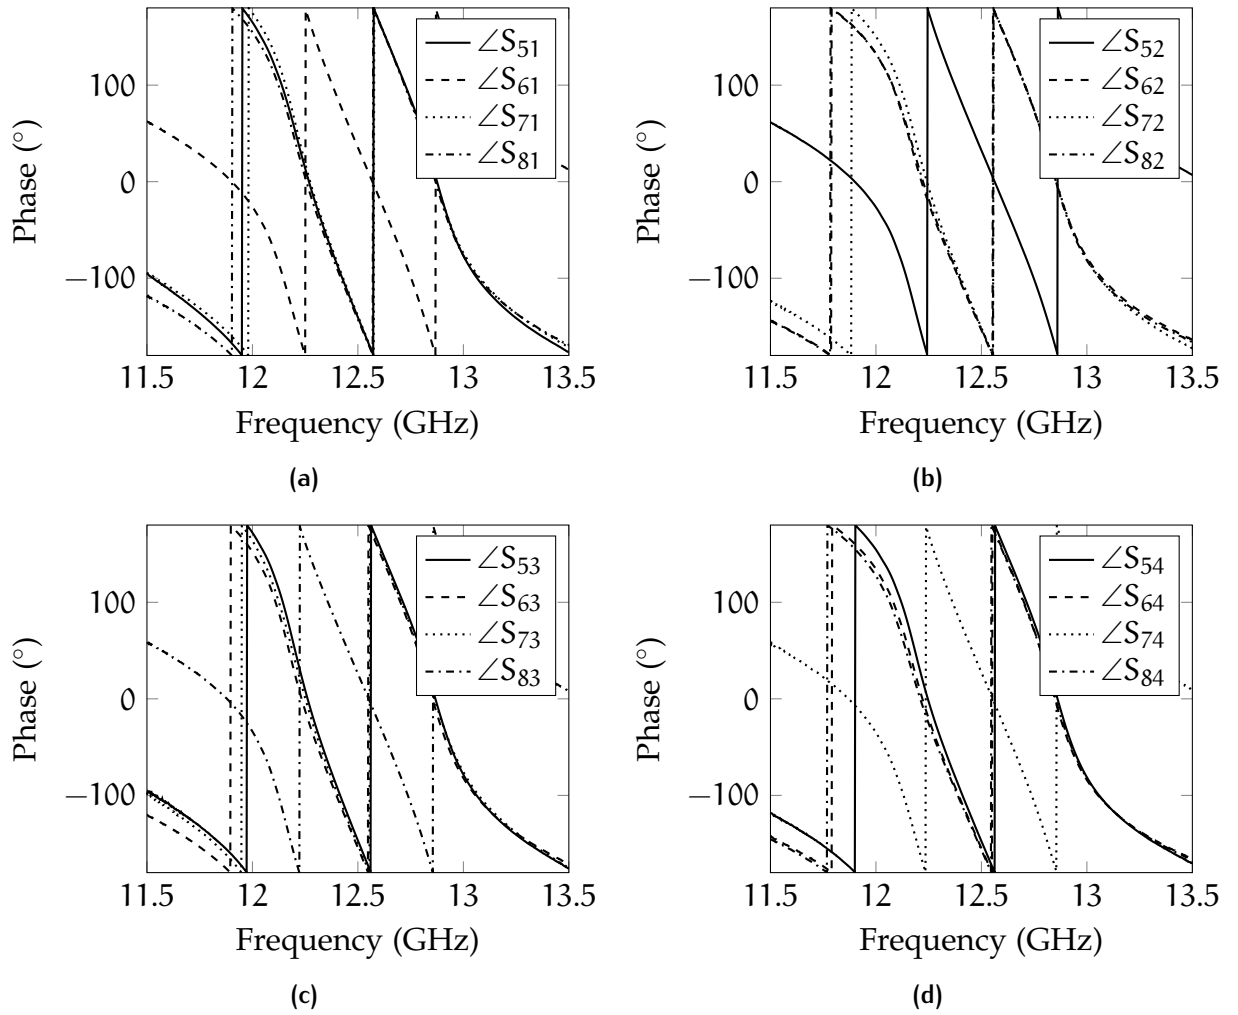 100
0
−100
Phase (°)
11.5 12 12.5 13 13.5
Frequency (GHz)
∠S51
∠S61
∠S71
∠S81
(a)
100
0
−100
Phase (°)
11.5 12 12.5 13 13.5
Frequency (GHz)
∠S52
∠S62
∠S72
∠S82
(b)
100
0
−100
Phase (°)
11.5 12 12.5 13 13.5
Frequency (GHz)
∠S53
∠S63
∠S73
∠S83
(c)
100
0
−100
Phase (°)
11.5 12 12.5 13 13.5
Frequency (GHz)
∠S54
∠S64
∠S74
∠S84
(d)